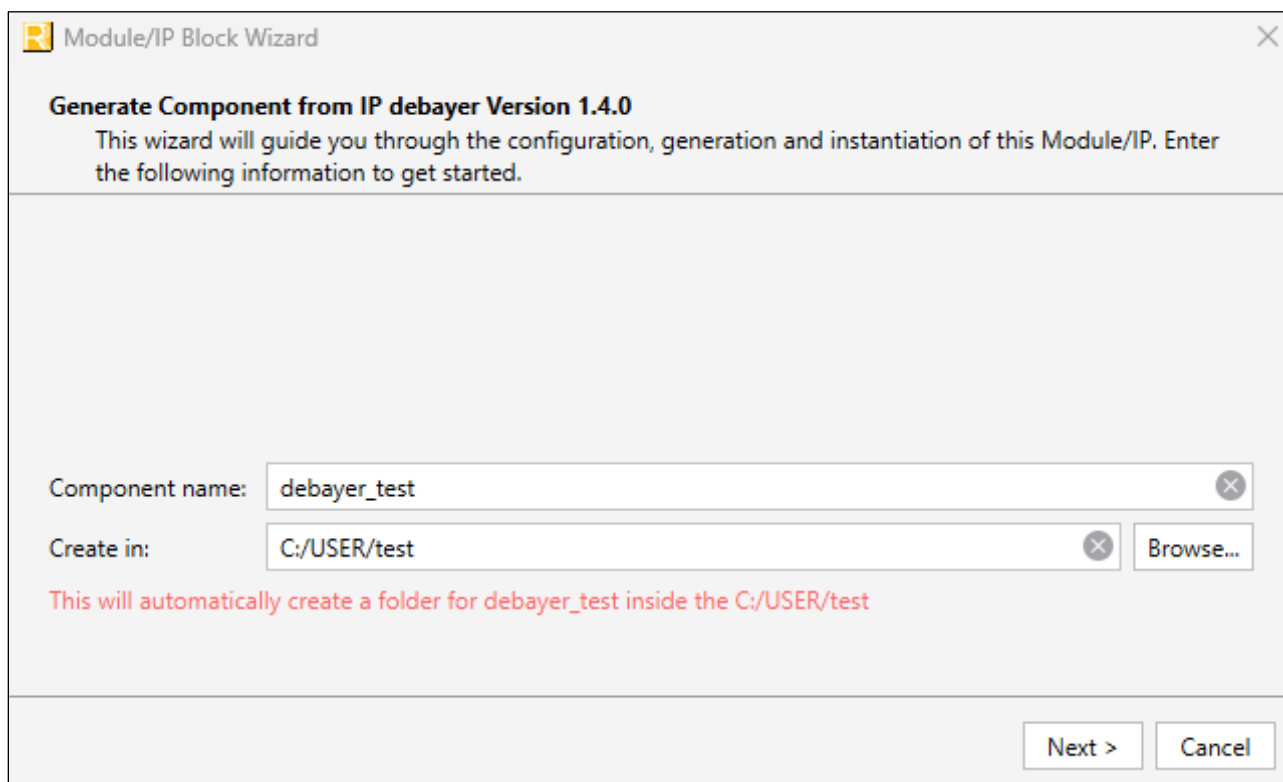 Module/IP Block Wizard
Generate Component from IP debayer Version 1.4.0
This wizard will guide you through the configuration, generation and instantiation of this Module/IP. Enter
the following information to get started.
Component name: debayer_test
Create in: C:/USER/test Browse...
This will automatically create a folder for debayer_test inside the C:/USER/test
Next > Cancel